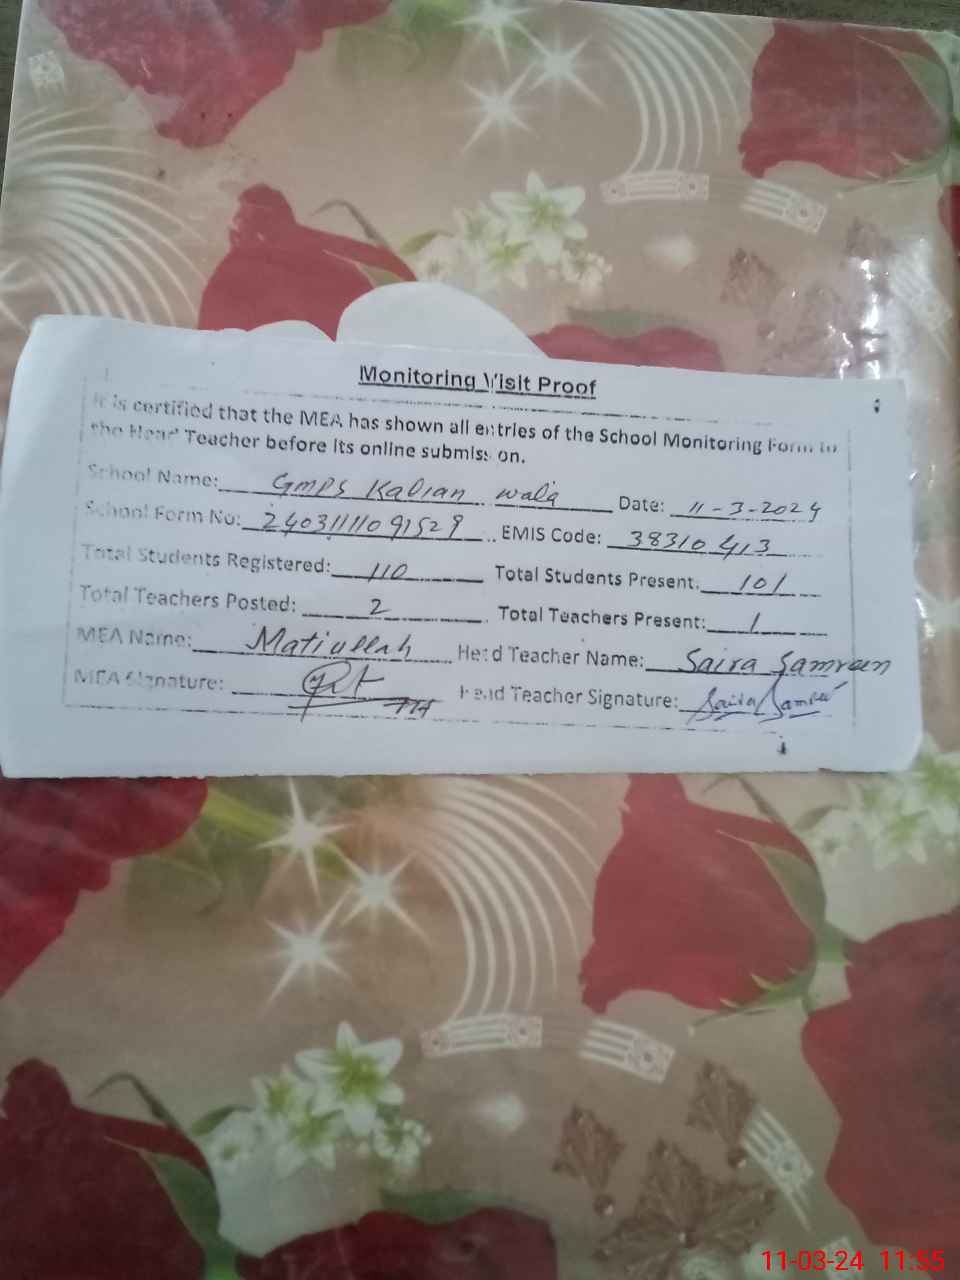 Monitoring Visit Proof
It is certified that the MEA has shown all entries of the School Monitoring Form to
the Head Teacher before its online submission.
School Name: GMPS Kalian wala Date: 11-3-2024
School Form No: 2403111091529 EMIS Code: 38310413
Total Students Registered: 110 Total Students Present: 101
Total Teachers Posted: 2 Total Teachers Present: 1
MEA Name: Matiullah Head Teacher Name: Saira Samreen
MEA Signature: Head Teacher Signature: Saira Samreen
11-03-24 11:55